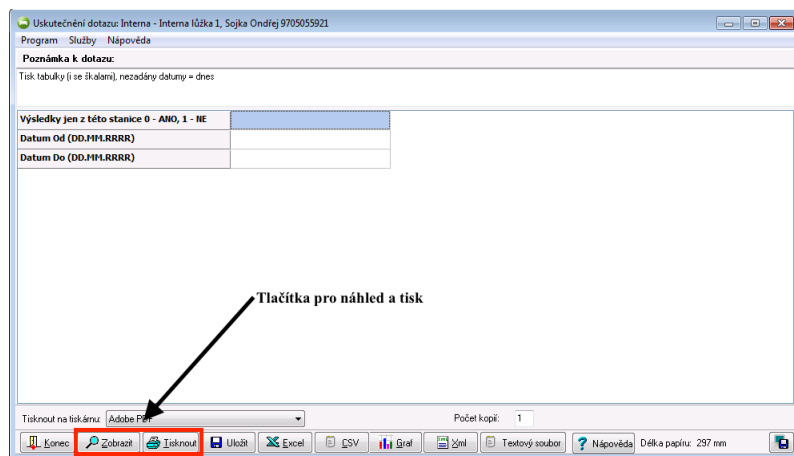 Uskutečnění dotazu: Interna - Interna lůžka 1, Sojka Ondřej 9705055921
Program Služby Nápověda
Poznámka k dotazu:
Tisk tabulky (i se škálami), nezadány datumy = dnes
Výsledky jen z této stanice 0 - ANO, 1 - NE
Datum Od (DD.MM.RRRR)
Datum Do (DD.MM.RRRR)
Tlačítka pro náhled a tisk
Tisknout na tiskárnu: Adobe PDF Počet kopií: 1
Konec Zobrazit Tisknout Uložit Excel CSV Graf Xml Textový soubor Nápověda Délka papíru: 297 mm